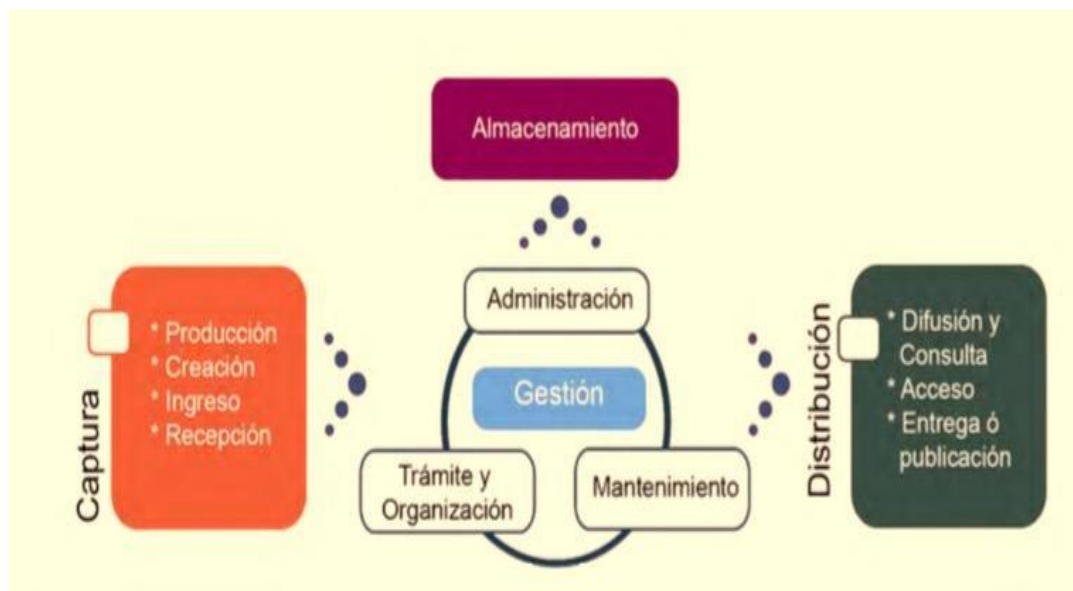 Almacenamiento
Captura
* Producción
* Creación
* Ingreso
* Recepción
Administración
Gestión
Trámite y
Organización
Mantenimiento
Distribución
* Difusión y
Consulta
* Acceso
* Entrega ó
publicación